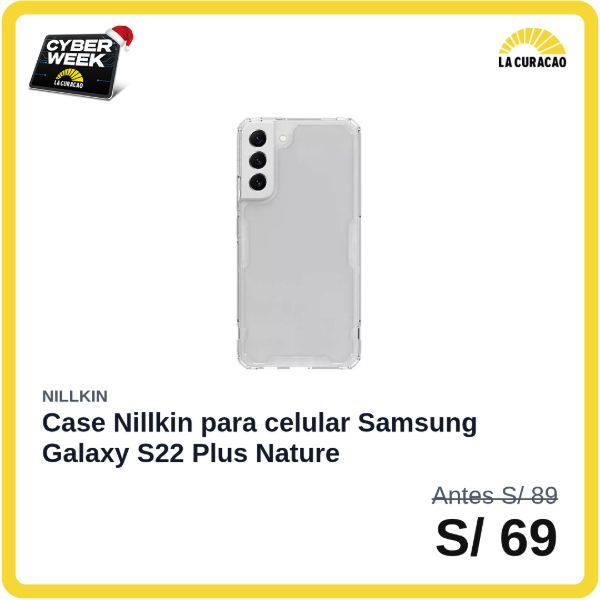 CYBER
WEEK
LA CURACAO
LA CURACAO
NILLKIN
Case Nillkin para celular Samsung
Galaxy S22 Plus Nature
Antes S/ 89
S/ 69